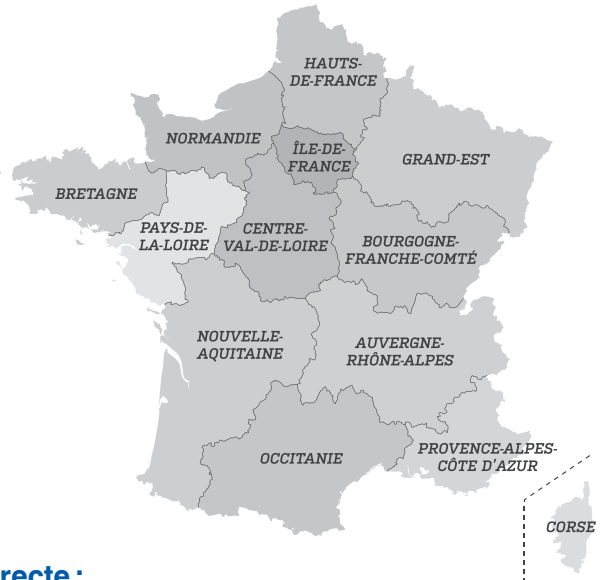 HAUTS-
DE-FRANCE
NORMANDIE
ÎLE-DE-
FRANCE
GRAND-EST
BRETAGNE
PAYS-DE-
LA-LOIRE
CENTRE-
VAL-DE-LOIRE
BOURGOGNE-
FRANCHE-COMTÉ
NOUVELLE-
AQUITAINE
AUVERGNE-
RHÔNE-ALPES
OCCITANIE
PROVENCE-ALPES-
CÔTE D'AZUR
CORSE
recte :